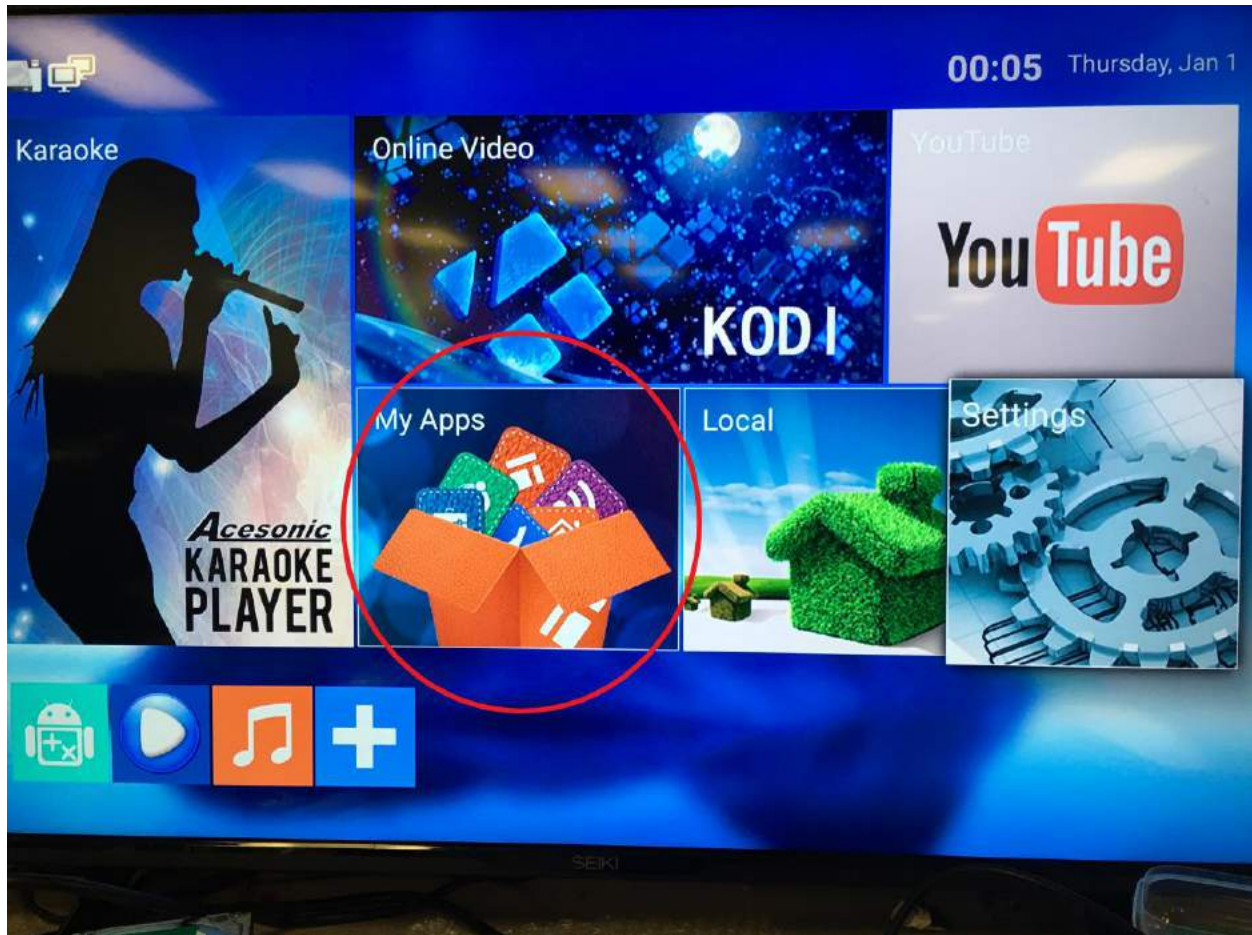 00:05 Thursday, Jan 1
Karaoke
Online Video
YouTube
YouTube
KODI
My Apps
Local
Settings
Acesonic
KARAOKE
PLAYER
SEIKI